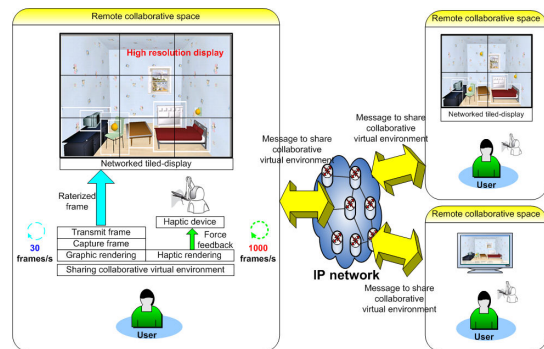 Remote collaborative space
High resolution display
Networked tiled-display
Raterized
frame
Haptic device
Transmit frame
Capture frame
Graphic rendering
Force
feedback
Haptic rendering
30
frames/s
1000
frames/s
Sharing collaborative virtual environment
User
Message to share
collaborative
virtual environment
IP network
Message to share
collaborative
virtual environment
Message to share
collaborative
virtual environment
Remote collaborative space
Networked tiled-display
User
Remote collaborative space
User